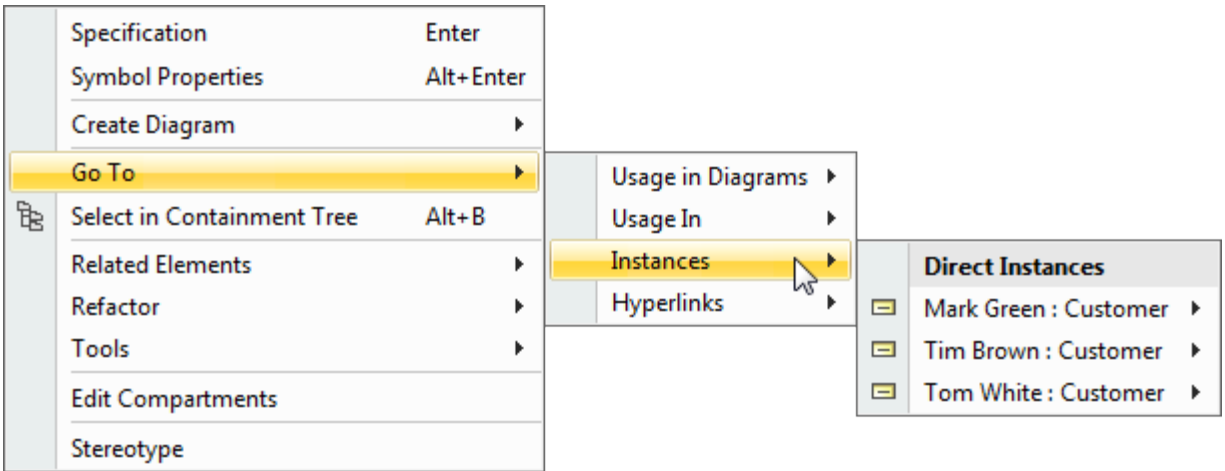 Specification Enter
Symbol Properties Alt+Enter
Create Diagram
Go To
Select in Containment Tree Alt+B
Related Elements
Refactor
Tools
Edit Compartments
Stereotype
Usage in Diagrams
Usage In
Instances
Hyperlinks
Direct Instances
Mark Green : Customer
Tim Brown : Customer
Tom White : Customer